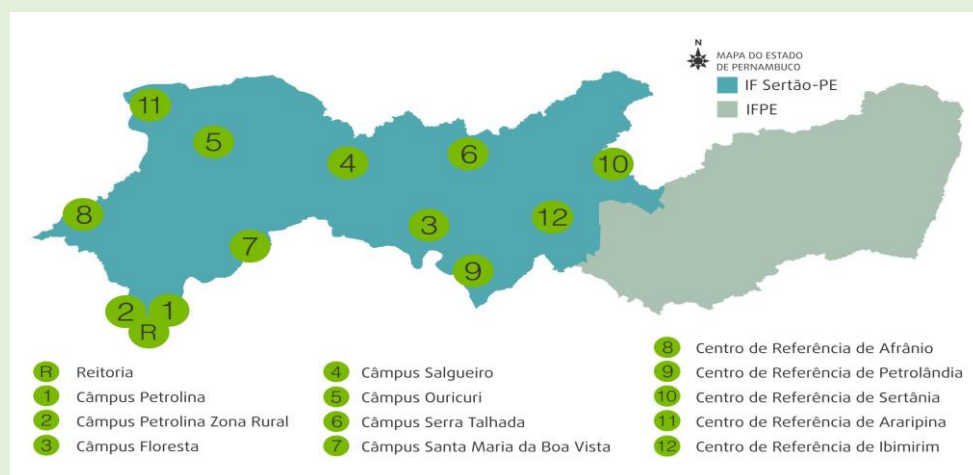 N
MAPA DO ESTADO
DE PERNAMBUCO
IF Sertão-PE
IFPE
11
5
4
6
10
8
3
12
7
9
2
1
R
R Reitoria
1 Câmpus Petrolina
2 Câmpus Petrolina Zona Rural
3 Câmpus Floresta
4 Câmpus Salgueiro
5 Câmpus Ouricuri
6 Câmpus Serra Talhada
7 Câmpus Santa Maria da Boa Vista
8 Centro de Referência de Afrânio
9 Centro de Referência de Petrolândia
10 Centro de Referência de Sertânia
11 Centro de Referência de Araripina
12 Centro de Referência de Ibimirim